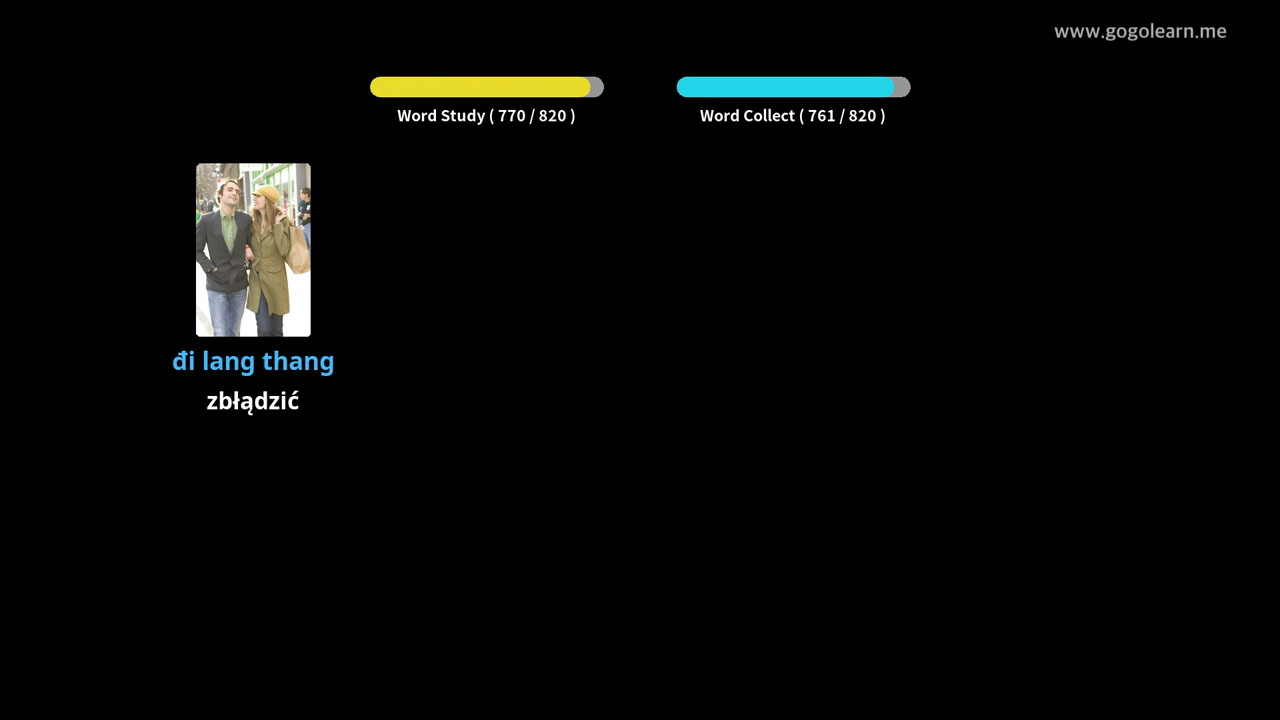 www.gogolearn.me
Word Study ( 770 / 820 )
Word Collect ( 761 / 820 )
đi lang thang
zbłądzić